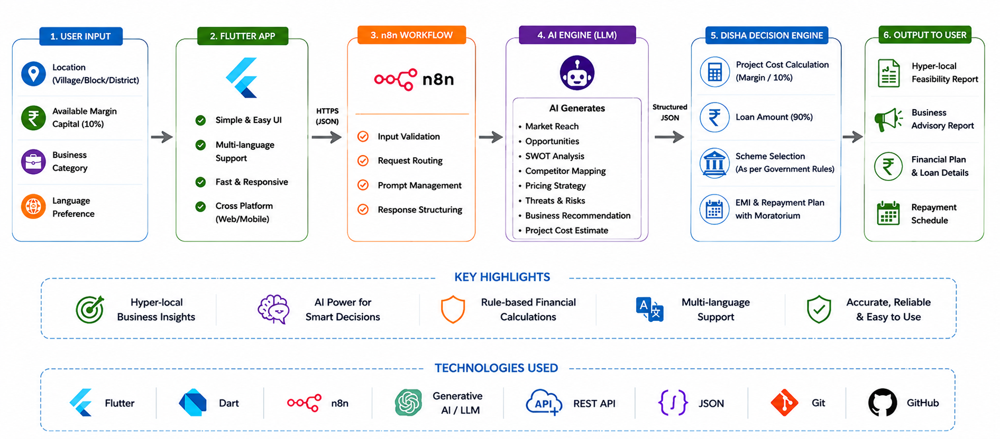 1. USER INPUT
Location
(Village/Block/District)
Available Margin
Capital (10%)
Business
Category
Language
Preference
2. FLUTTER APP
Simple & Easy UI
Multi-language
Support
Fast & Responsive
Cross Platform
(Web/Mobile)
HTTPS
(JSON)
3. n8n WORKFLOW
n8n
Input Validation
Request Routing
Prompt Management
Response Structuring
4. AI ENGINE (LLM)
AI Generates
• Market Reach
• Opportunities
• SWOT Analysis
• Competitor Mapping
• Pricing Strategy
• Threats & Risks
• Business Recommendation
• Project Cost Estimate
Structured
JSON
5. DISHA DECISION ENGINE
Project Cost Calculation
(Margin / 10%)
Loan Amount (90%)
Scheme Selection
(As per Government Rules)
EMI & Repayment Plan
with Moratorium
6. OUTPUT TO USER
Hyper-local
Feasibility Report
Business
Advisory Report
Financial Plan
& Loan Details
Repayment
Schedule
KEY HIGHLIGHTS
Hyper-local
Business Insights
AI Power for
Smart Decisions
Rule-based Financial
Calculations
A 文
Multi-language
Support
Accurate, Reliable
& Easy to Use
TECHNOLOGIES USED
Flutter
Dart
n8n
Generative
AI / LLM
API
REST API
JSON
Git
GitHub